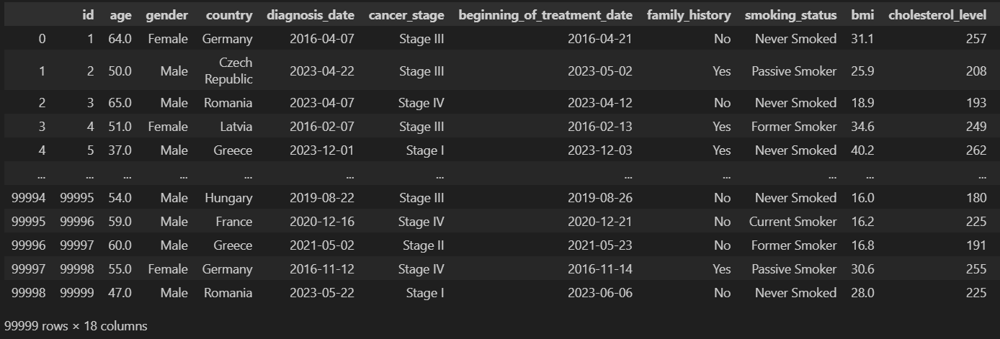 id age gender country diagnosis_date cancer_stage beginning_of_treatment_date family_history smoking_status bmi cholesterol_level
0 1 64.0 Female Germany 2016-04-07 Stage III 2016-04-21 No Never Smoked 31.1 257
1 2 50.0 Male Czech Republic 2023-04-22 Stage III 2023-05-02 Yes Passive Smoker 25.9 208
2 3 65.0 Male Romania 2023-04-07 Stage IV 2023-04-12 No Never Smoked 18.9 193
3 4 51.0 Female Latvia 2016-02-07 Stage III 2016-02-13 Yes Former Smoker 34.6 249
4 5 37.0 Male Greece 2023-12-01 Stage I 2023-12-03 Yes Never Smoked 40.2 262
... ... ... ... ... ... ... ... ... ... ... ...
99994 99995 54.0 Male Hungary 2019-08-22 Stage III 2019-08-26 No Never Smoked 16.0 180
99995 99996 59.0 Male France 2020-12-16 Stage IV 2020-12-21 No Current Smoker 16.2 225
99996 99997 60.0 Male Greece 2021-05-02 Stage II 2021-05-23 No Former Smoker 16.8 191
99997 99998 55.0 Female Germany 2016-11-12 Stage IV 2016-11-14 Yes Passive Smoker 30.6 255
99998 99999 47.0 Male Romania 2023-05-22 Stage I 2023-06-06 No Never Smoked 28.0 225
99999 rows × 18 columns